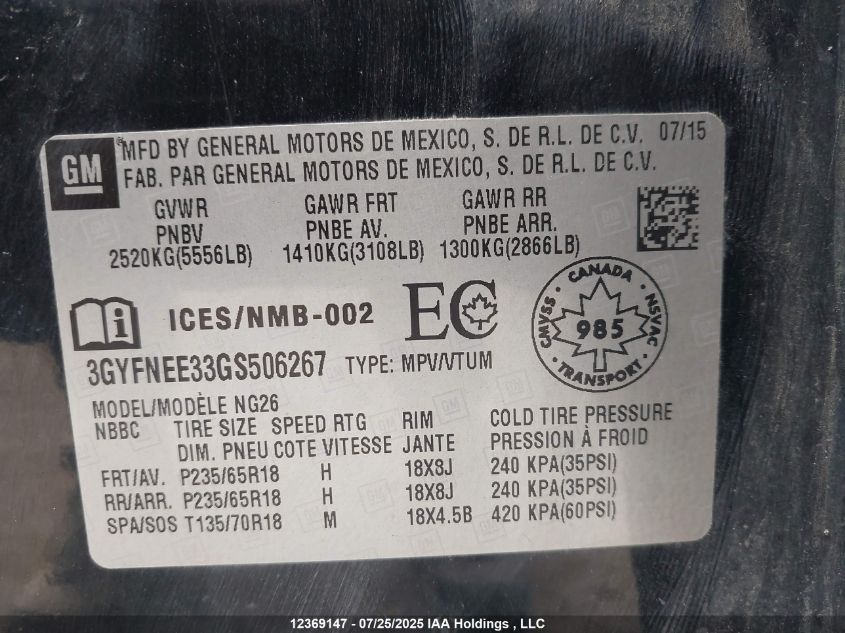 GM
MFD BY GENERAL MOTORS DE MEXICO, S. DE R.L. DE C.V. 07/15
FAB. PAR GENERAL MOTORS DE MEXICO, S. DE R.L. DE C.V.
GVWR GAWR FRT GAWR RR
PNBV PNBE AV. PNBE ARR.
2520KG(5556LB) 1410KG(3108LB) 1300KG(2866LB)
i ICES/NMB-002 EC
CMVSS CANADA NSVAC
985
TRANSPORT
3GYFNEE33GS506267 TYPE: MPV/VTUM
MODEL/MODÈLE NG26
NBBC TIRE SIZE SPEED RTG RIM COLD TIRE PRESSURE
DIM. PNEU COTE VITESSE JANTE PRESSION À FROID
FRT/AV. P235/65R18 H 18X8J 240 KPA(35PSI)
RR/ARR. P235/65R18 H 18X8J 240 KPA(35PSI)
SPA/SOS T135/70R18 M 18X4.5B 420 KPA(60PSI)
12369147 - 07/25/2025 IAA Holdings , LLC